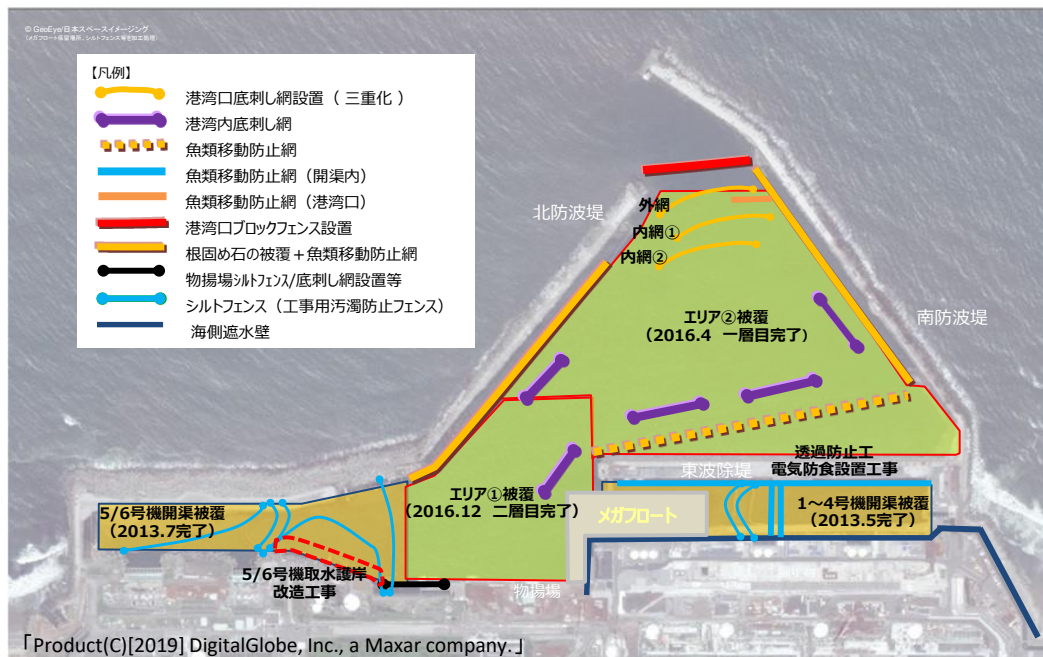 © GeoEye/日本スペースイメージング
【凡例】
港湾口底刺し網設置（ 三重化 ）
港湾内底刺し網
魚類移動防止網
魚類移動防止網（開渠内）
魚類移動防止網（港湾口）
港湾口ブロックフェンス設置
根固め石の被覆＋魚類移動防止網
物揚場シルトフェンス/底刺し網設置等
シルトフェンス（工事用汚濁防止フェンス）
海側遮水壁
北防波堤
外網
内網①
内網②
エリア②被覆
（2016.4 一層目完了）
南防波堤
透過防止工
東波除堤
電気防食設置工事
エリア①被覆
（2016.12 二層目完了）
メガフロート
1～4号機開渠被覆
（2013.5完了）
5/6号機開渠被覆
（2013.7完了）
5/6号機取水護岸
改造工事
物揚場
「Product(C)[2019] DigitalGlobe, Inc., a Maxar company.」